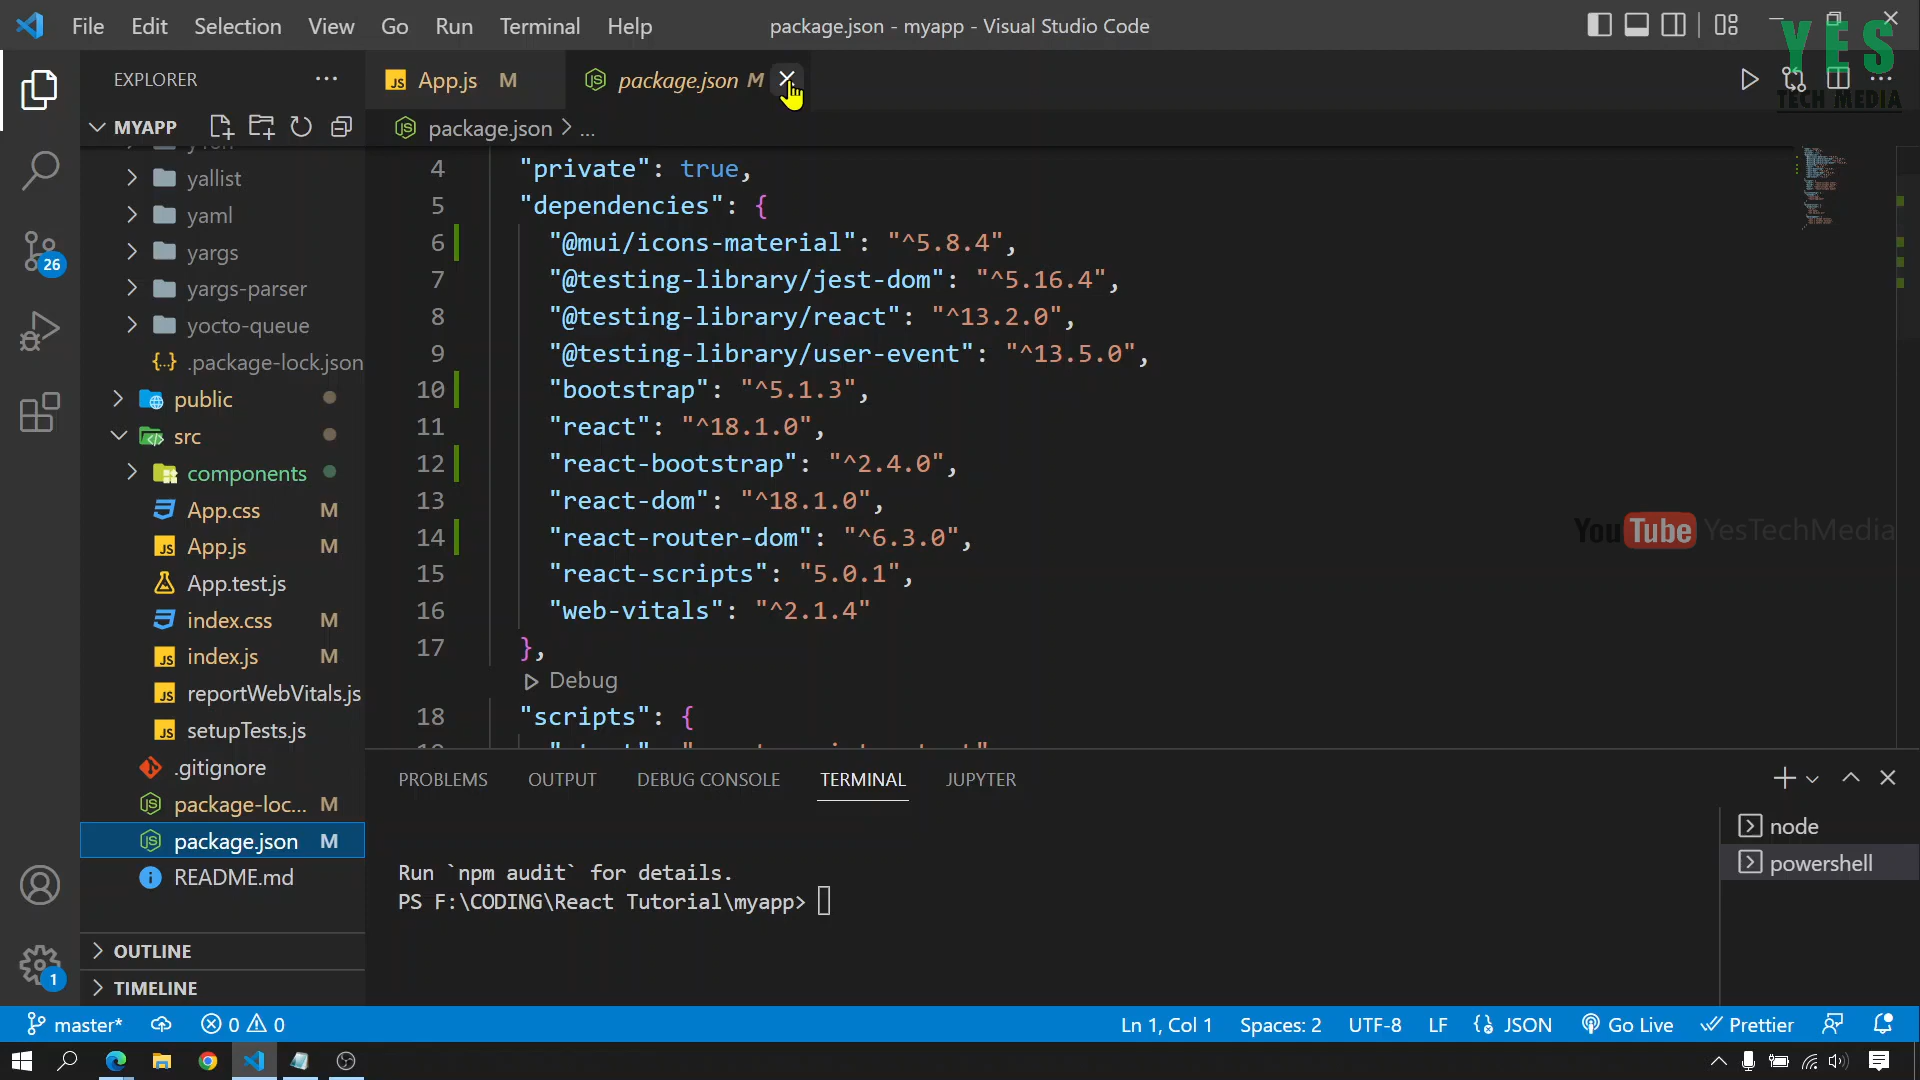 File Edit Selection View Go Run Terminal Help
package.json - myapp - Visual Studio Code
YES
TECH MEDIA
EXPLORER
App.js M
package.json M
MYAPP
package.json > ...
yallist
yaml
yargs
yargs-parser
yocto-queue
.package-lock.json
public
src
components
App.css M
App.js M
App.test.js
index.css M
index.js M
reportWebVitals.js
setupTests.js
.gitignore
package-loc... M
package.json M
README.md
OUTLINE
TIMELINE
26
1
4 "private": true,
5 "dependencies": {
6 "@mui/icons-material": "^5.8.4",
7 "@testing-library/jest-dom": "^5.16.4",
8 "@testing-library/react": "^13.2.0",
9 "@testing-library/user-event": "^13.5.0",
10 "bootstrap": "^5.1.3",
11 "react": "^18.1.0",
12 "react-bootstrap": "^2.4.0",
13 "react-dom": "^18.1.0",
14 "react-router-dom": "^6.3.0",
15 "react-scripts": "5.0.1",
16 "web-vitals": "^2.1.4"
17 },
Debug
18 "scripts": {
YouTube YesTechMedia
PROBLEMS OUTPUT DEBUG CONSOLE TERMINAL JUPYTER
Run `npm audit` for details.
PS F:\CODING\React Tutorial\myapp>
node
powershell
master* 0 0
Ln 1, Col 1 Spaces: 2 UTF-8 LF JSON Go Live Prettier